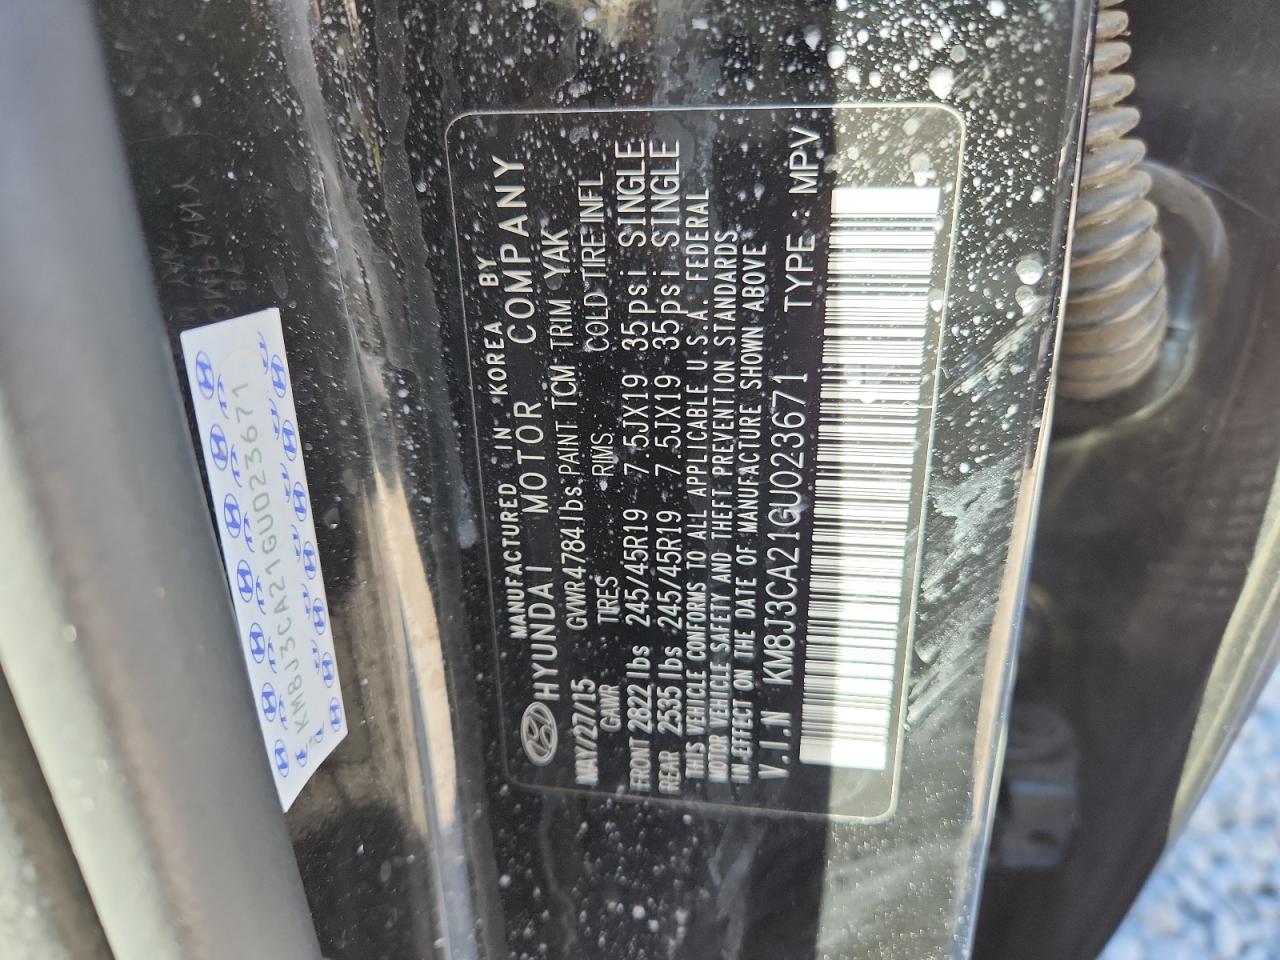 MANUFACTURED IN KOREA BY
HYUNDAI MOTOR COMPANY
MAY/27/15 GVWR4784lbs PAINT TCM TRIM YAK
GAWR TIRES RIMS COLD TIRE INFL
FRONT 2822 lbs 245/45R19 7.5JX19 35psi SINGLE
REAR 2535 lbs 245/45R19 7.5JX19 35psi SINGLE
THIS VEHICLE CONFORMS TO ALL APPLICABLE U.S.A. FEDERAL
MOTOR VEHICLE SAFETY AND THEFT PREVENTION STANDARDS
IN EFFECT ON THE DATE OF MANUFACTURE SHOWN ABOVE
V.I.N KM8J3CA21GU023671 TYPE : MPV
KM8J3CA21GU023671